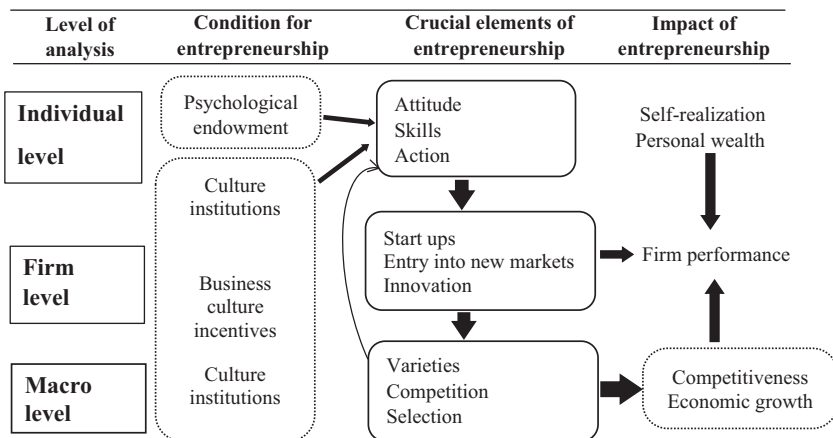 Level of
analysis
Condition for
entrepreneurship
Crucial elements of
entrepreneurship
Impact of
entrepreneurship
Individual
level
Psychological
endowment
Attitude
Skills
Action
Self-realization
Personal wealth
Culture
institutions
Firm
level
Business
culture
incentives
Start ups
Entry into new markets
Innovation
Firm performance
Macro
level
Culture
institutions
Varieties
Competition
Selection
Competitiveness
Economic growth